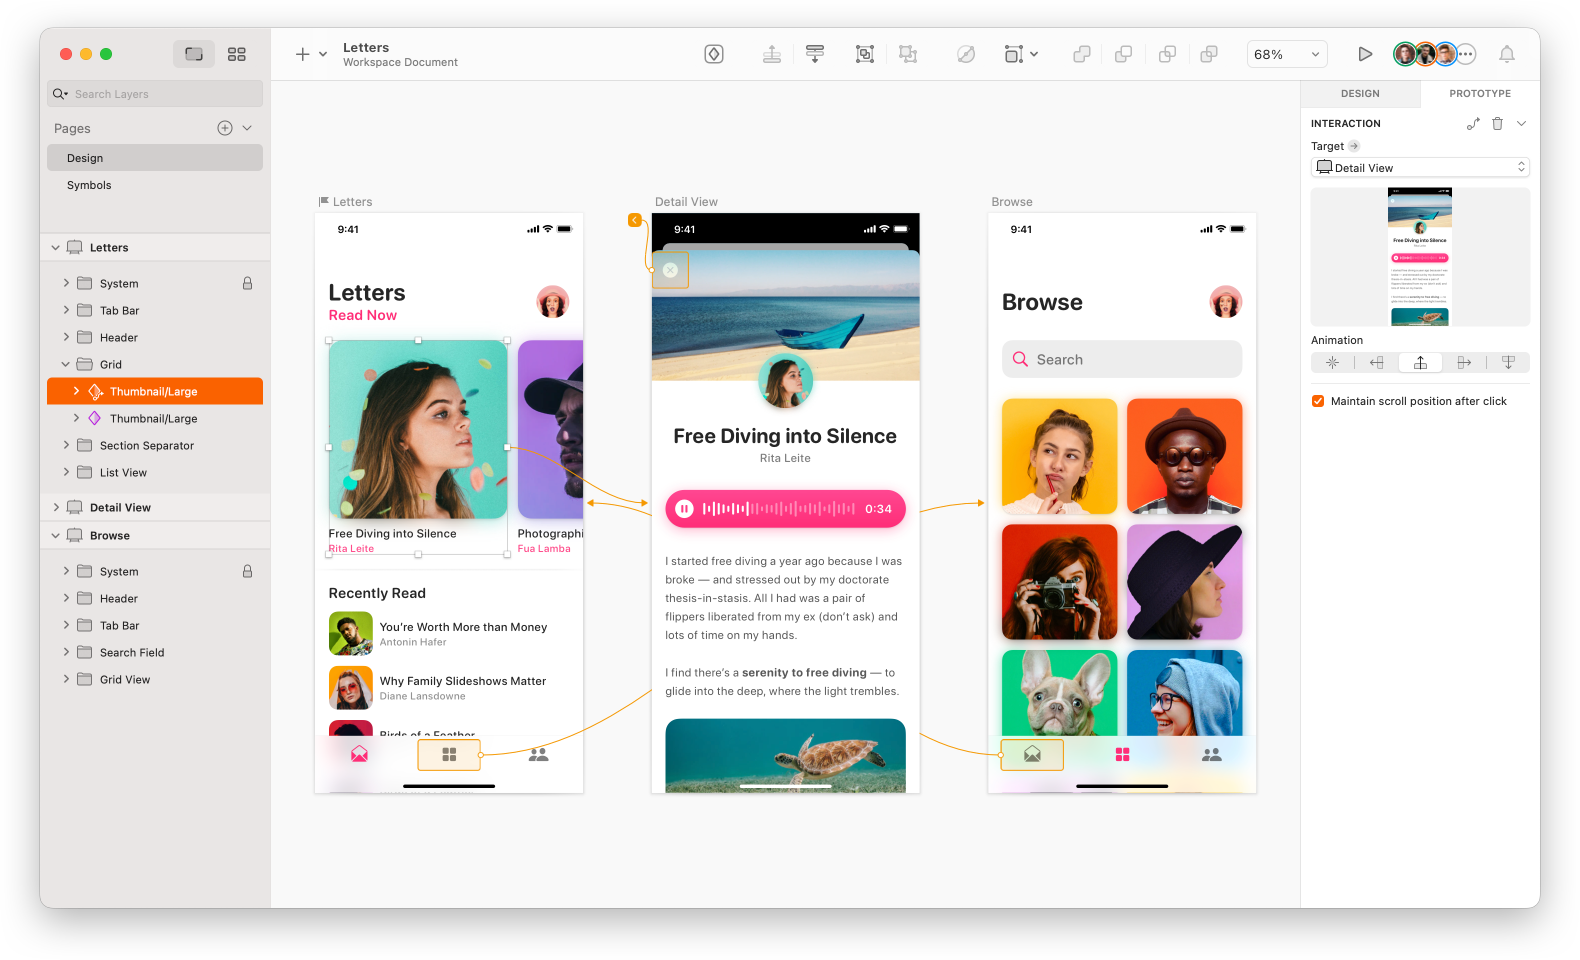 Letters
Workspace Document
68%
Search Layers
Pages
Design
Symbols
Letters
System
Tab Bar
Header
Grid
Thumbnail/Large
Thumbnail/Large
Section Separator
List View
Detail View
Browse
System
Header
Tab Bar
Search Field
Grid View
Letters
9:41
Letters
Read Now
Free Diving into Silence
Rita Leite
Photographi
Fua Lamba
Recently Read
You’re Worth More than Money
Antonin Hafer
Why Family Slideshows Matter
Diane Lansdowne
Birds of a Feather
Detail View
9:41
Free Diving into Silence
Rita Leite
0:34
I started free diving a year ago because I was
broke — and stressed out by my doctorate
thesis-in-stasis. All I had was a pair of
flippers liberated from my ex (don’t ask) and
lots of time on my hands.
I find there’s a serenity to free diving — to
glide into the deep, where the light trembles.
Browse
9:41
Browse
Search
DESIGN
PROTOTYPE
INTERACTION
Target
Detail View
Free Diving into Silence
Rita Leite
Animation
Maintain scroll position after click